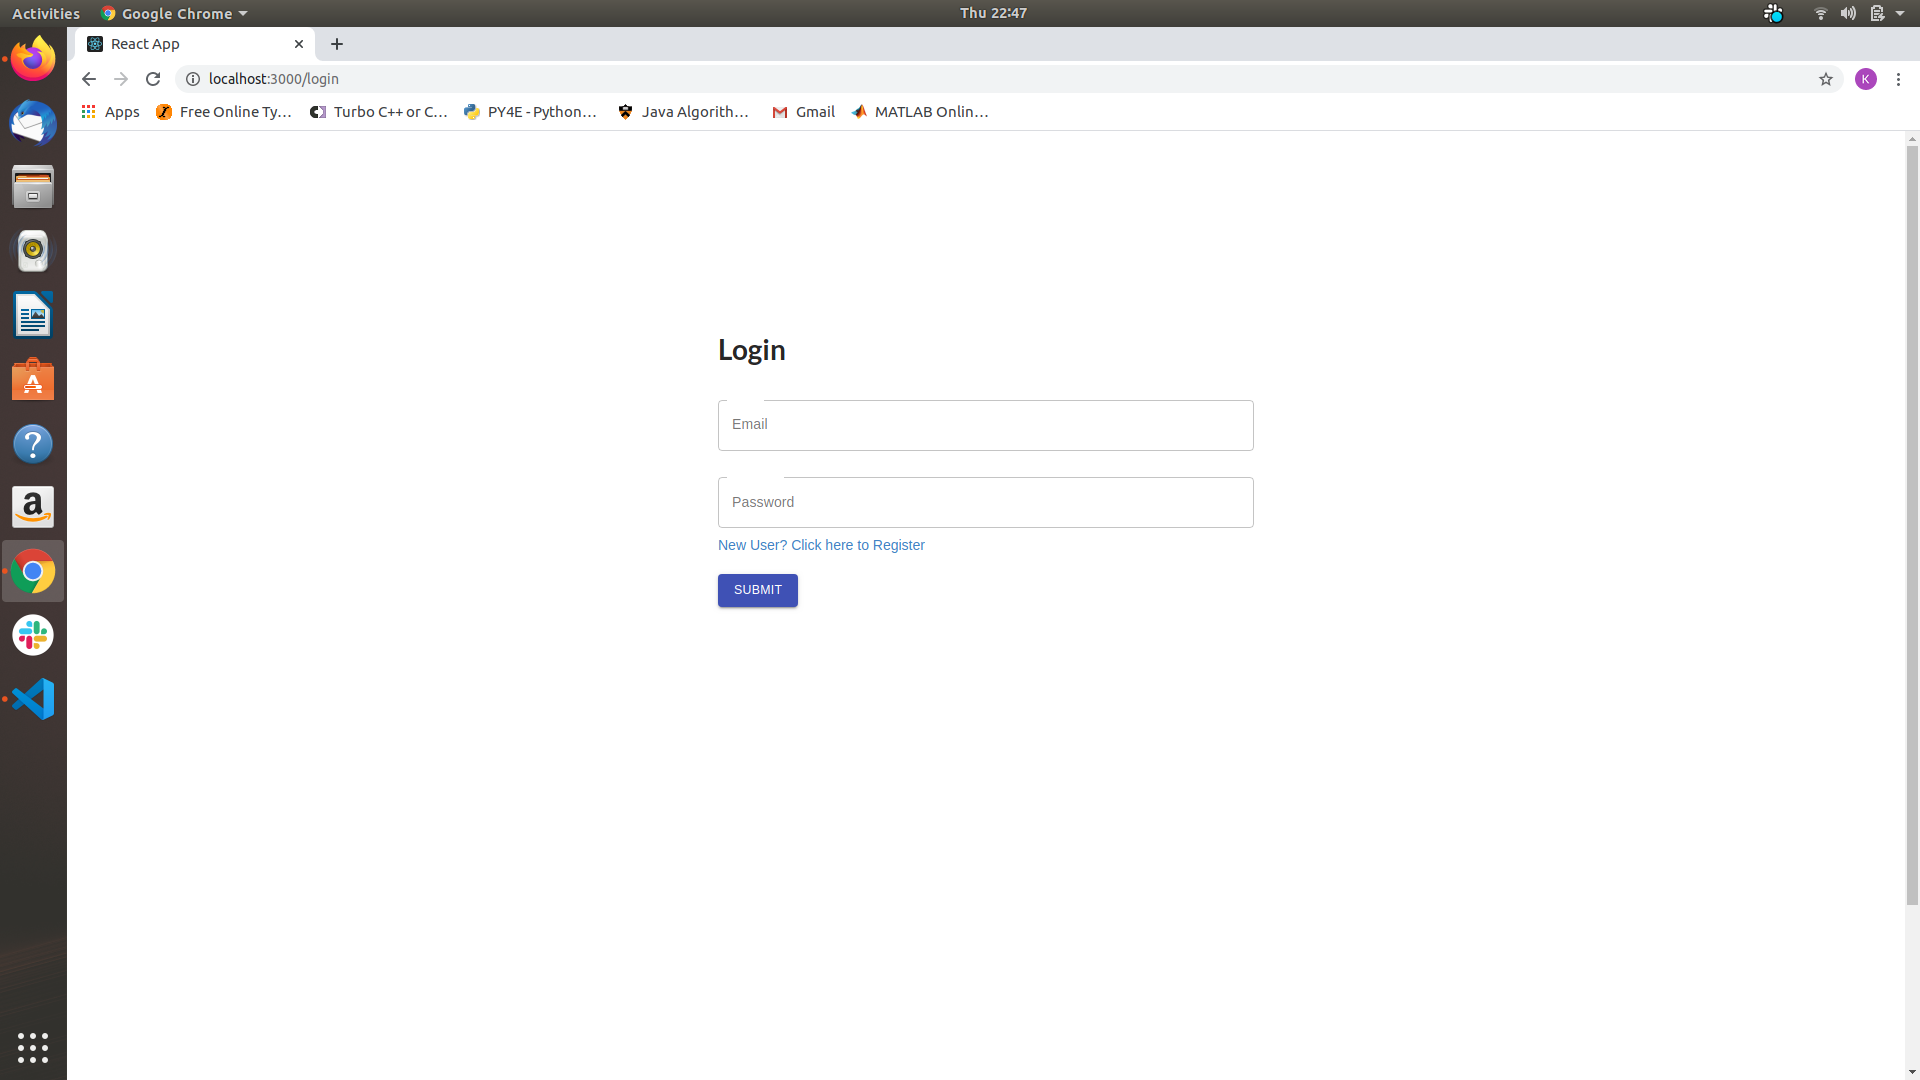 Activities
Google Chrome
Thu 22:47
React App
localhost:3000/login
K
Apps
Free Online Ty...
Turbo C++ or C...
PY4E - Python...
Java Algorith...
Gmail
MATLAB Onlin...
Login
Email
Password
New User? Click here to Register
SUBMIT